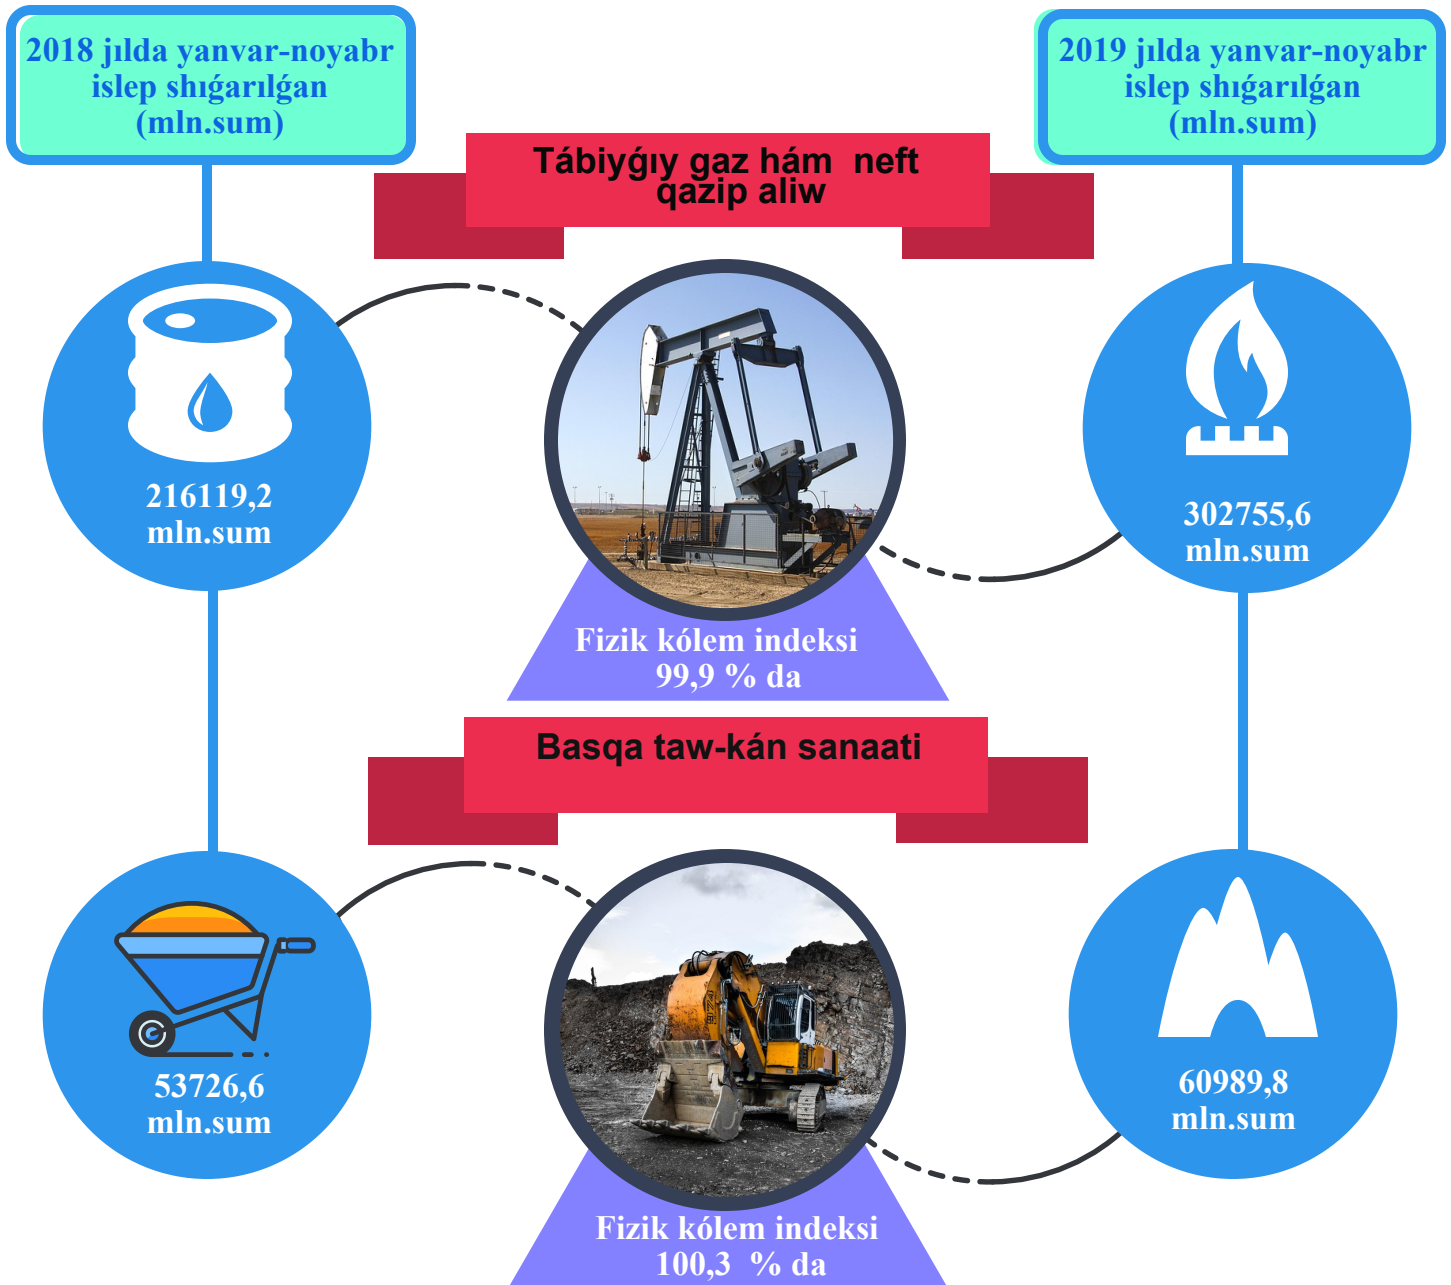 2018 jılda yanvar-noyabr
islep shıǵarılǵan
(mln.sum)
2019 jılda yanvar-noyabr
islep shıǵarılǵan
(mln.sum)
Tábiyǵıy gaz hám neft
qazip aliw
216119,2
mln.sum
302755,6
mln.sum
Fizik kólem indeksi
99,9 % da
Basqa taw-kán sanaati
53726,6
mln.sum
60989,8
mln.sum
Fizik kólem indeksi
100,3 % da